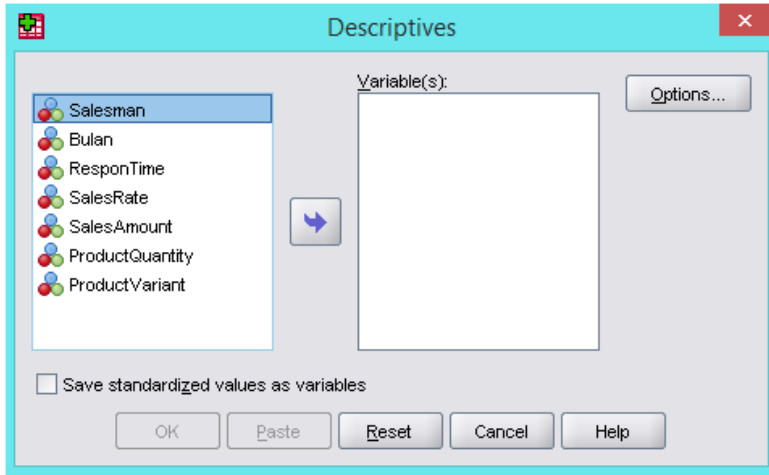 Descriptives
Variable(s):
Options...
Salesman
Bulan
ResponTime
SalesRate
SalesAmount
ProductQuantity
ProductVariant
Save standardized values as variables
OK
Paste
Reset
Cancel
Help